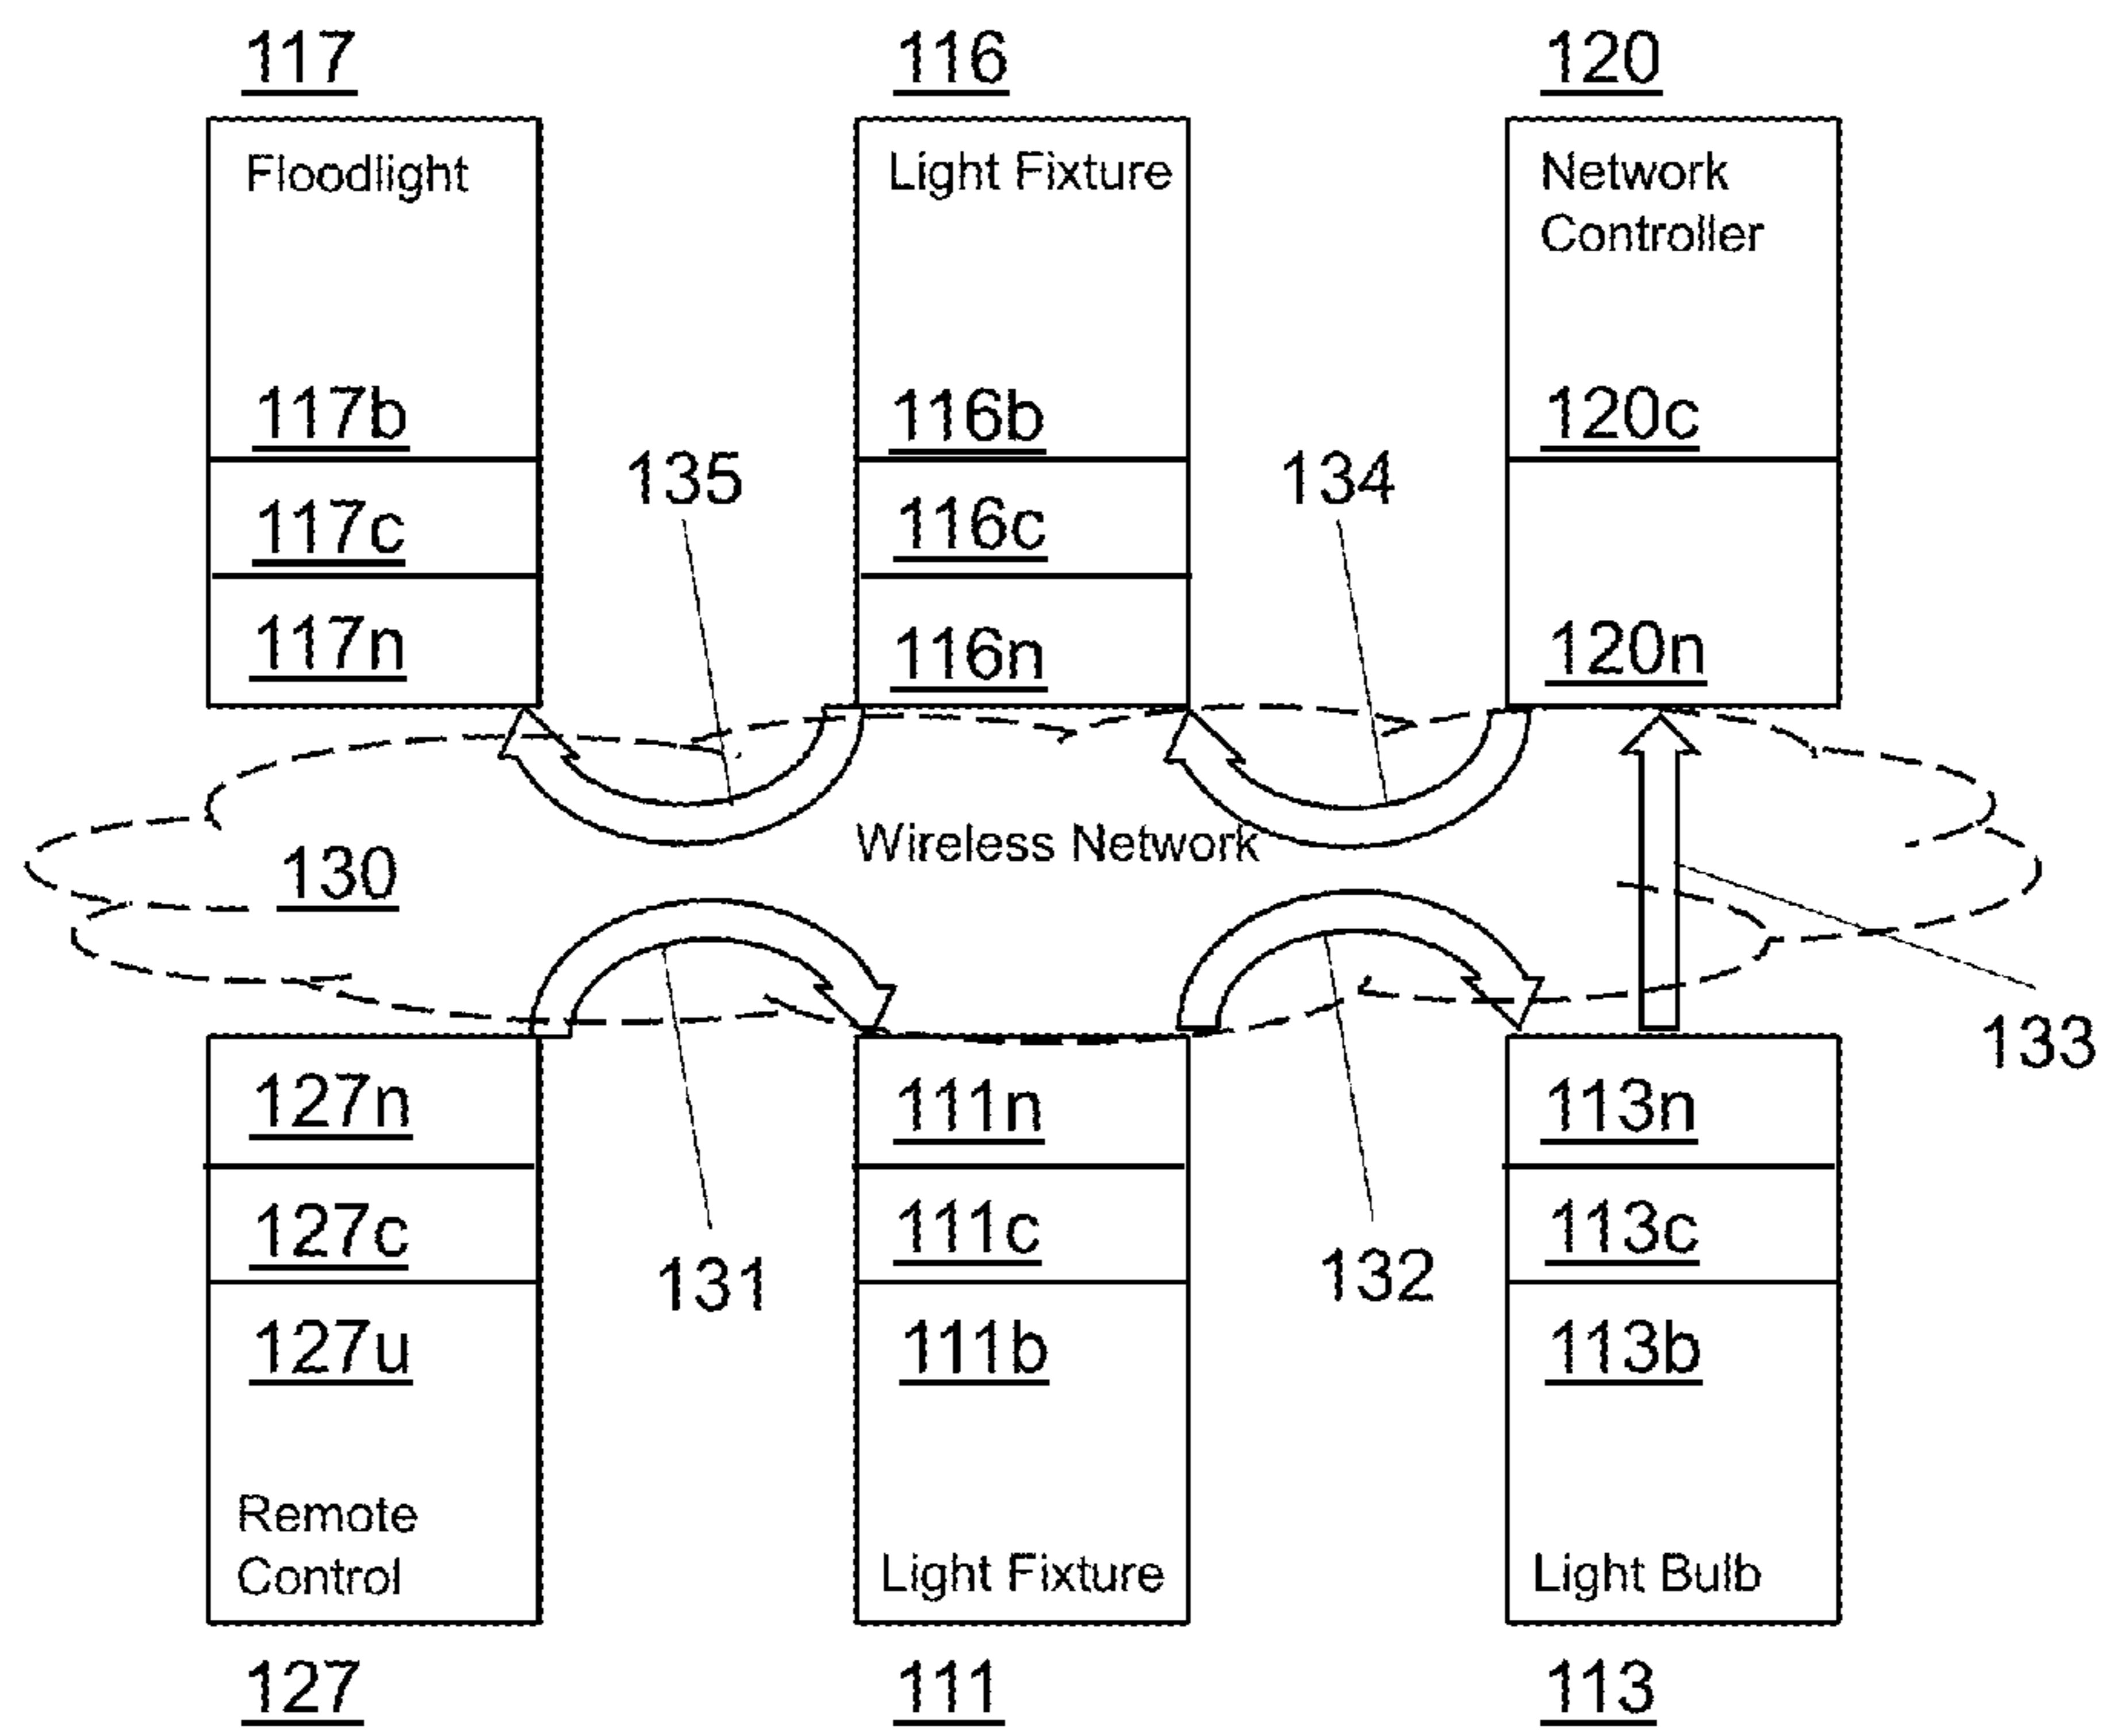 117
116
120
Floodlight
Light Fixture
Network
Controller
117b
116b
120c
135
134
117c
116c
117n
116n
120n
Wireless Network
130
133
127n
111n
113n
127c
111c
113c
131
132
127u
111b
113b
Remote
Control
Light Fixture
Light Bulb
127
111
113